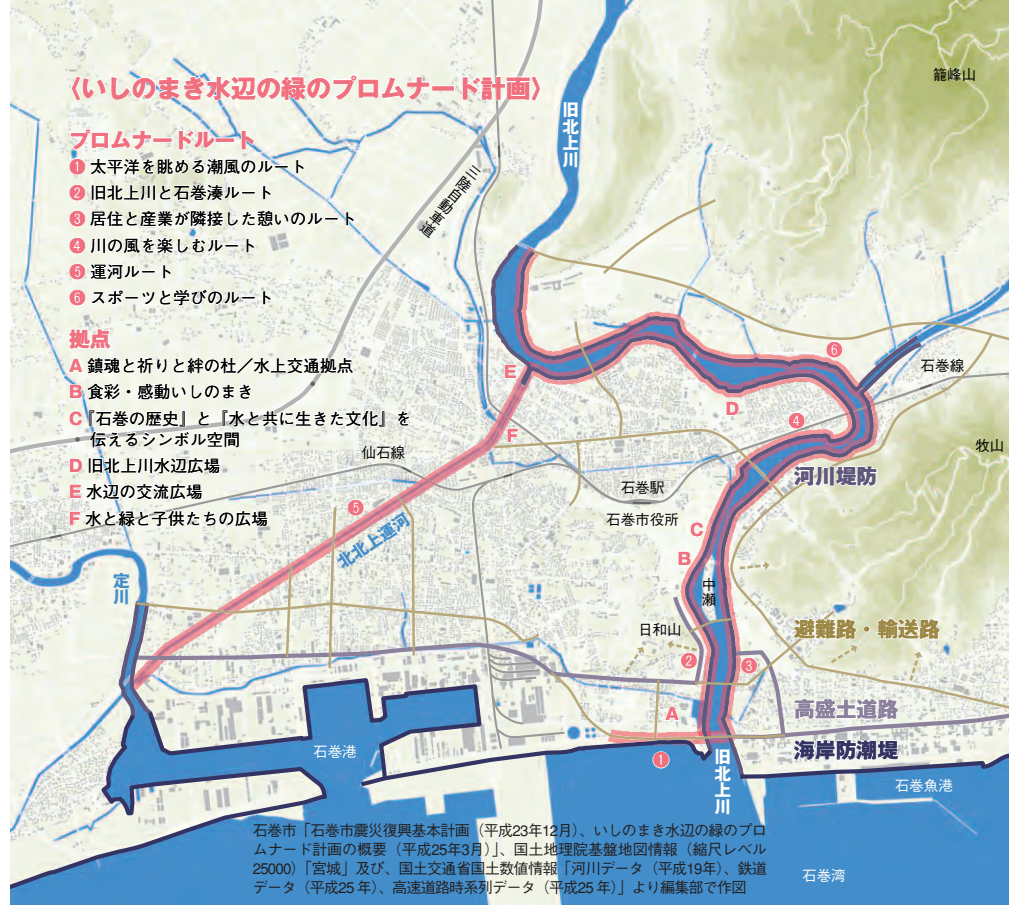 〈いしのまき水辺の緑のプロムナード計画〉
プロムナードルート
① 太平洋を眺める潮風のルート
② 旧北上川と石巻湊ルート
③ 居住と産業が隣接した憩いのルート
④ 川の風を楽しむルート
⑤ 運河ルート
⑥ スポーツと学びのルート
拠点
A 鎮魂と祈りと絆の杜／水上交通拠点
B 食彩・感動いしのまき
C 『石巻の歴史』と『水と共に生きた文化』を
伝えるシンボル空間
D 旧北上川水辺広場
E 水辺の交流広場
F 水と緑と子供たちの広場
籠峰山
旧北上川
三陸自動車道
⑥
石巻線
E
D
④
F
牧山
仙石線
河川堤防
石巻駅
⑤
石巻市役所
C
北北上運河
B
定川
中瀬
日和山
避難路・輸送路
②
③
高盛土道路
A
石巻港
①
海岸防潮堤
旧北上川
石巻魚港
石巻湾
石巻市「石巻市震災復興基本計画（平成23年12月）、いしのまき水辺の緑のプロ
ムナード計画の概要（平成25年3月）」、国土地理院基盤地図情報（縮尺レベル
25000）「宮城」及び、国土交通省国土数値情報「河川データ（平成19年）、鉄道
データ（平成25 年）、高速道路時系列データ（平成25 年）」より編集部で作図